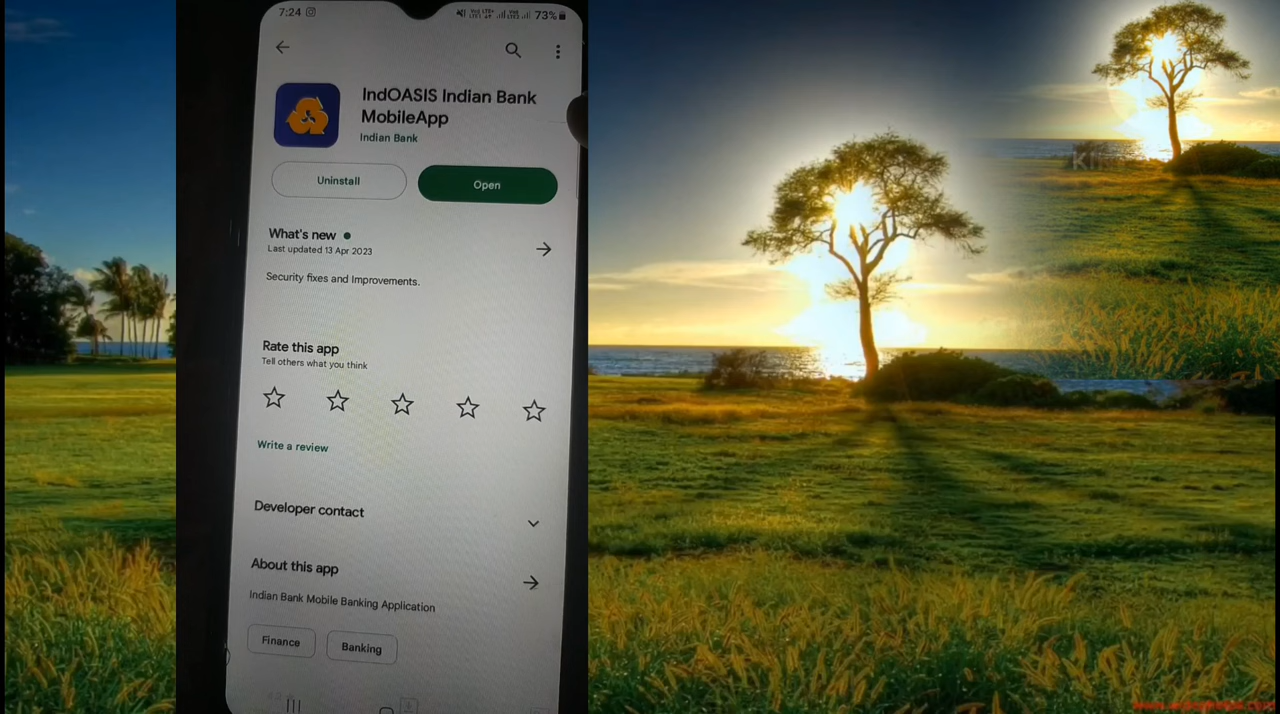 7:24
73%
IndOASIS Indian Bank
MobileApp
Indian Bank
Uninstall
Open
What's new
Last updated 13 Apr 2023
Security fixes and Improvements.
Rate this app
Tell others what you think
Write a review
Developer contact
About this app
Indian Bank Mobile Banking Application
Finance
Banking